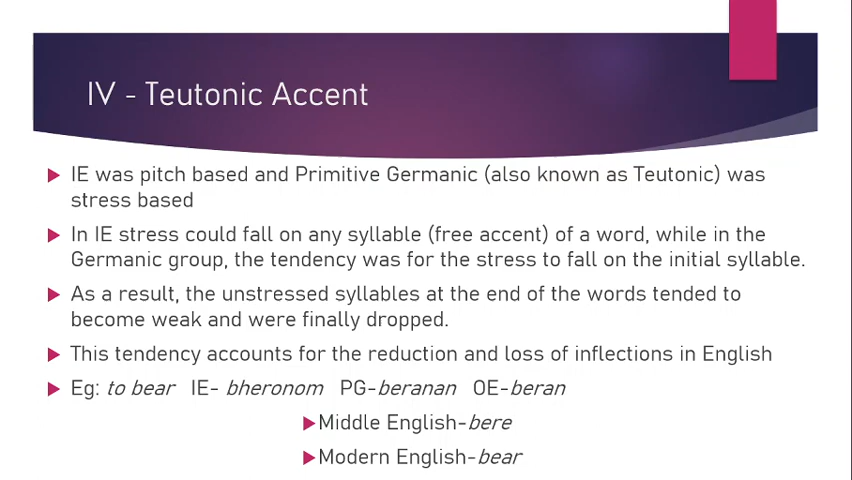 IV - Teutonic Accent
IE was pitch based and Primitive Germanic (also known as Teutonic) was
stress based
In IE stress could fall on any syllable (free accent) of a word, while in the
Germanic group, the tendency was for the stress to fall on the initial syllable.
As a result, the unstressed syllables at the end of the words tended to
become weak and were finally dropped.
This tendency accounts for the reduction and loss of inflections in English
Eg: to bear IE- bheronom PG-beranan OE-beran
Middle English-bere
Modern English-bear